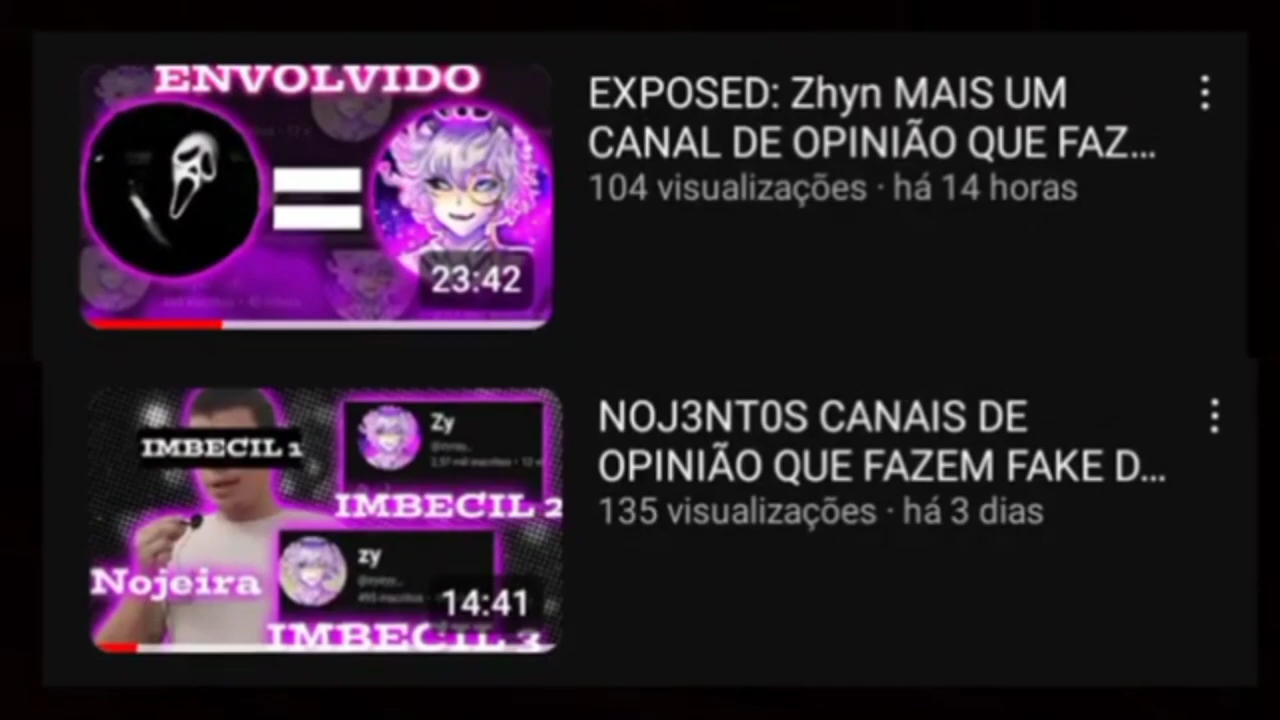 ENVOLVIDO
23:42
EXPOSED: Zhyn MAIS UM
CANAL DE OPINIÃO QUE FAZ...
104 visualizações · há 14 horas
IMBECIL 1
Zy
IMBECIL 2
Nojeira
zy
14:41
IMBECIL 3
NOJ3NT0S CANAIS DE
OPINIÃO QUE FAZEM FAKE D...
135 visualizações · há 3 dias